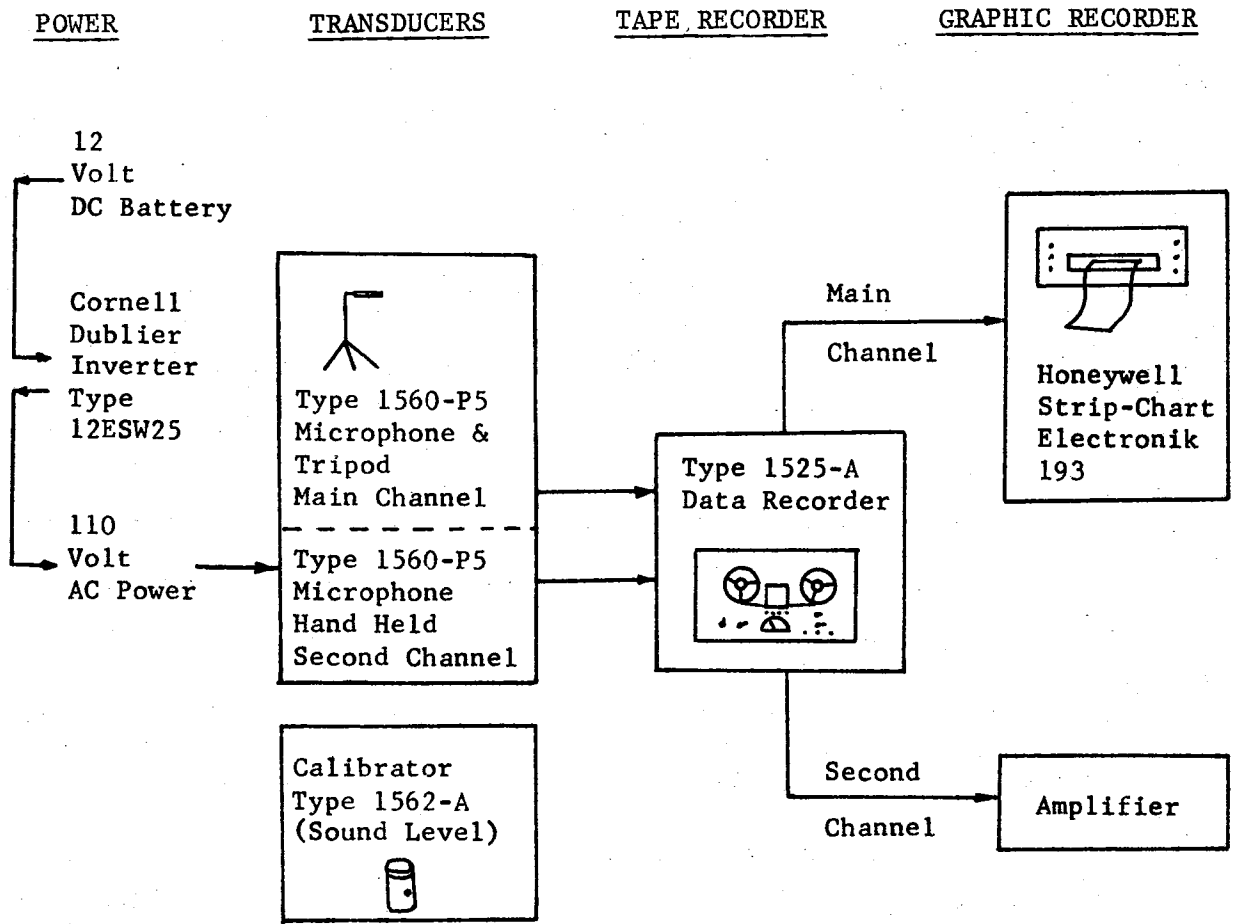 POWER
TRANSDUCERS
TAPE RECORDER
GRAPHIC RECORDER
12
Volt
DC Battery
Cornell
Dublier
Inverter
Type
12ESW25
110
Volt
AC Power
Type 1560-P5
Microphone &
Tripod
Main Channel
Type 1560-P5
Microphone
Hand Held
Second Channel
Calibrator
Type 1562-A
(Sound Level)
Type 1525-A
Data Recorder
Main
Channel
Honeywell
Strip-Chart
Electronik
193
Second
Channel
Amplifier